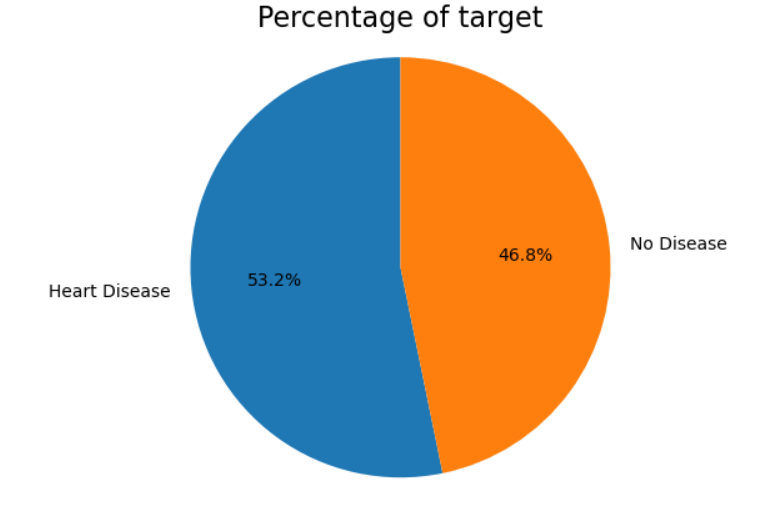 Percentage of target
No Disease
46.8%
53.2%
Heart Disease